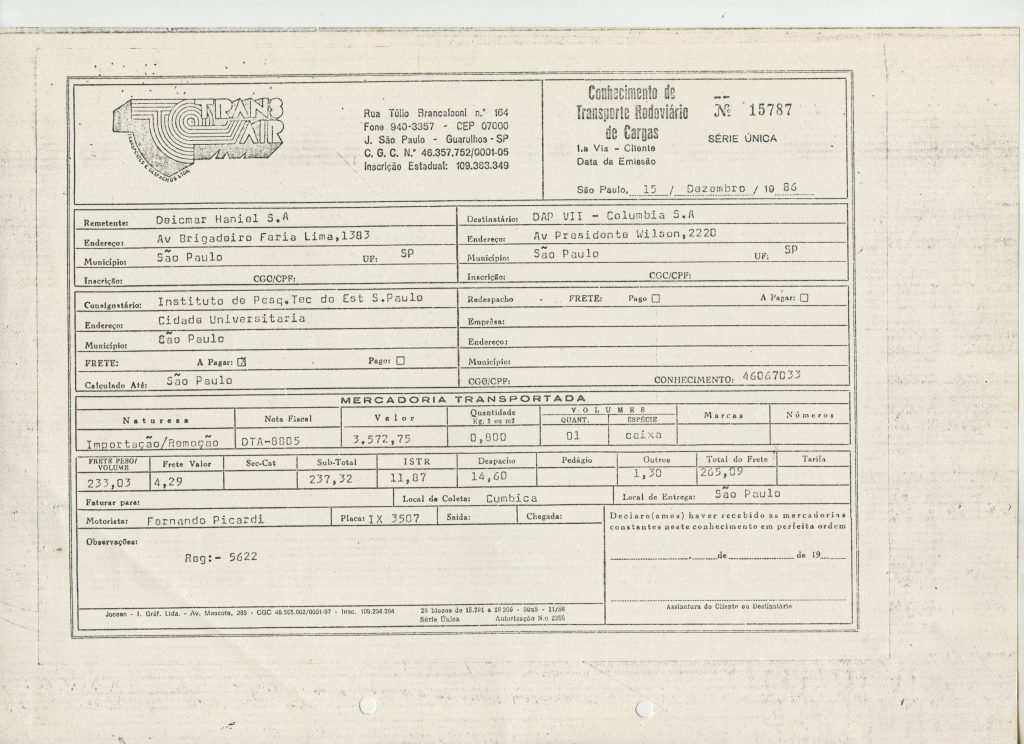 TRANS
AIR
Rua Túlio Brancaleoni n.° 164
Fone 940-3357 - CEP 07000
J. São Paulo - Guarulhos - SP
C. G. C. N.° 46.357.752/0001-05
Inscrição Estadual: 109.383.349
Conhecimento de
Transporte Rodoviário
de Cargas
1.a Via - Cliente
Data da Emissão
Nº 15787
SÉRIE ÚNICA
São Paulo, 15 / Dezembro / 19 86
Remetente: Deicmar Haniel S.A
Endereço: Av Brigadeiro Faria Lima,1383
Município: São Paulo UF: SP
Inscrição: CGC/CPF:
Destinatário: DAP VII - Columbia S.A
Endereço: Av Presidente Wilson,2220
Município: São Paulo UF: SP
Inscrição: CGC/CPF:
Consignatário: Instituto de Pesq.Tec do Est S.Paulo
Endereço: Cidade Universitaria
Município: São Paulo
FRETE: A Pagar: ☒ Pago: ☐
Calculado Até: São Paulo
Redespacho - FRETE: Pago ☐ A Pagar: ☐
Emprêsa:
Endereço:
Município:
CGC/CPF: CONHECIMENTO: 46067033
MERCADORIA TRANSPORTADA
Natureza Nota Fiscal Valor Quantidade Kg. l ou m2 VOLUMES QUANT. ESPÉCIE Marcas Números
Importação/Remoção DTA-8805 3.572,75 0,800 01 caixa
FRETE PESO/VOLUME Frete Valor Sec-Cat Sub-Total ISTR Despacho Pedágio Outros Total do Frete Tarifa
233,03 4,29 237,32 11,87 14,60 1,30 265,09
Faturar para: Local de Coleta: Cumbica Local de Entrega: São Paulo
Motorista: Fernando Picardi Placa: IX 3507 Saída: Chegada:
Observações:
Reg:- 5622
Declaro(amos) haver recebido as mercadorias
constantes neste conhecimento em perfeita ordem
de de 19
Assinatura do Cliente ou Destinatário
Av. Mascote, 285
Série Única